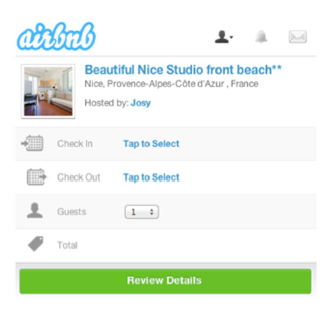 airbnb
Beautiful Nice Studio front beach**
Nice, Provence-Alpes-Côte d'Azur , France
Hosted by: Josy
Check In Tap to Select
Check Out Tap to Select
Guests 1
Total
Review Details